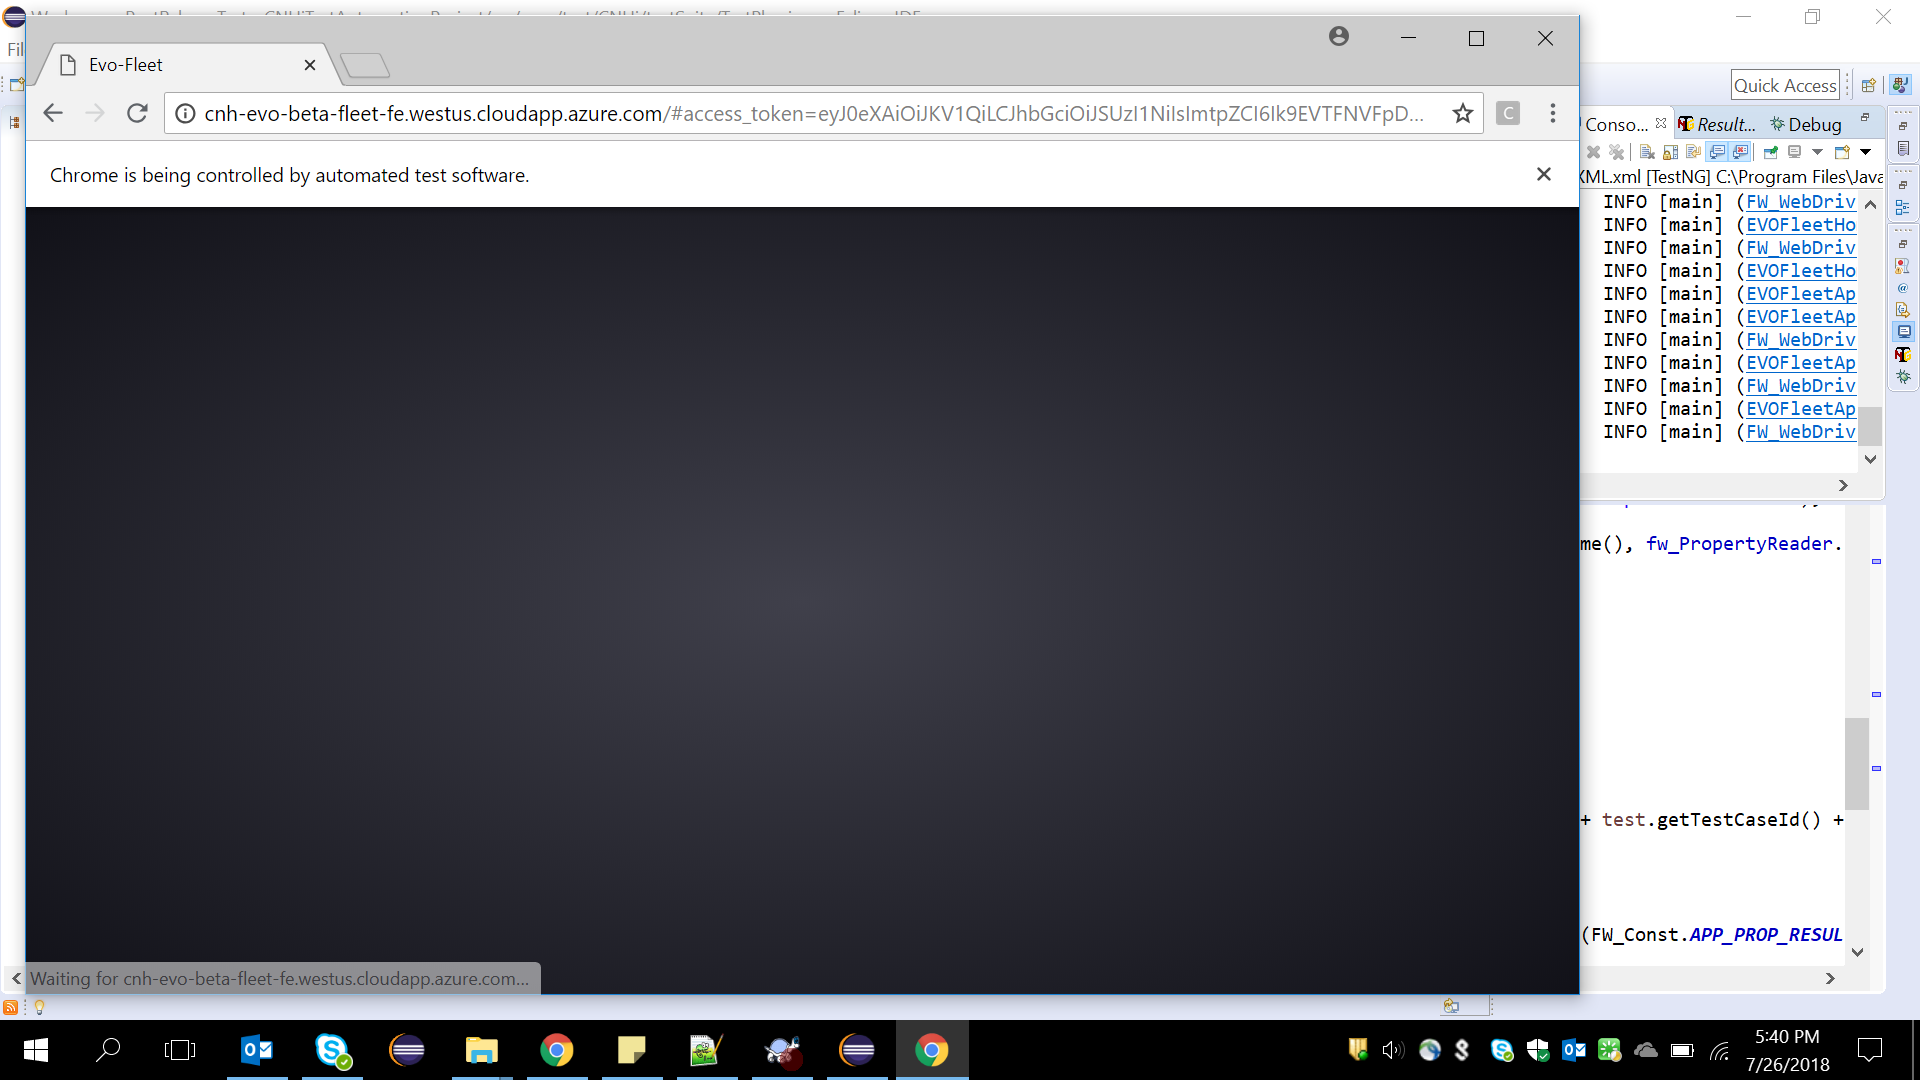 Evo-Fleet
cnh-evo-beta-fleet-fe.westus.cloudapp.azure.com/#access_token=eyJ0eXAiOiJKV1QiLCJhbGciOiJSUzI1NiIsImtpZCI6Ik9EVTFNVFpD...
C
Chrome is being controlled by automated test software.
Waiting for cnh-evo-beta-fleet-fe.westus.cloudapp.azure.com...
Fil
Quick Access
Conso... Result... Debug
XML.xml [TestNG] C:\Program Files\Java
INFO [main] (FW_WebDriv
INFO [main] (EVOFleetHo
INFO [main] (FW_WebDriv
INFO [main] (EVOFleetHo
INFO [main] (EVOFleetAp
INFO [main] (EVOFleetAp
INFO [main] (FW_WebDriv
INFO [main] (EVOFleetAp
INFO [main] (FW_WebDriv
INFO [main] (EVOFleetAp
INFO [main] (FW_WebDriv
me(), fw_PropertyReader.
+ test.getTestCaseId() +
(FW_Const.APP_PROP_RESUL
5:40 PM
7/26/2018